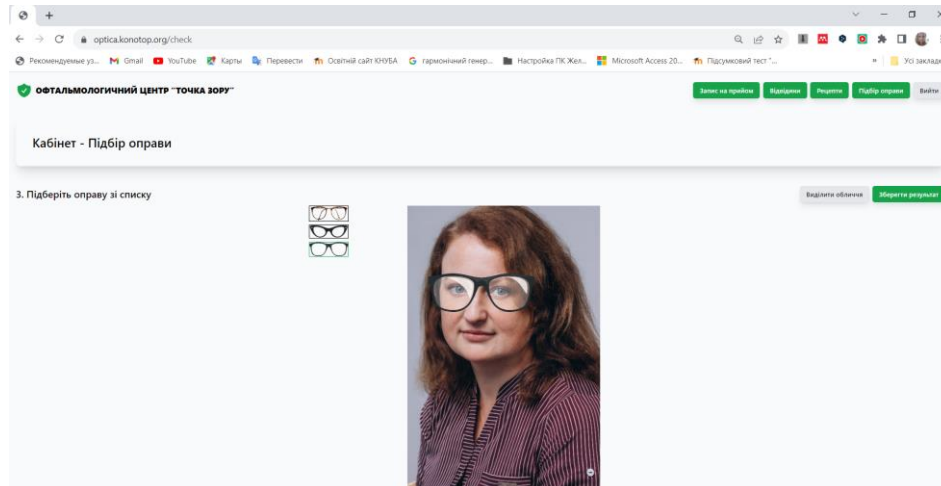 optica.konotop.org/check
Рекомендуемые уз... Gmail YouTube Карты Перевести Освітній сайт КНУБА гармонічний генер... Настройка ПК Жел... Microsoft Access 20... Підсумковий тест "... » Усі заклад
ОФТАЛЬМОЛОГИЧНИЙ ЦЕНТР "ТОЧКА ЗОРУ"
Запис на прийом Відвідини Рецепти Підбір оправи Вийти
Кабінет - Підбір оправи
3. Підберіть оправу зі списку
Виділити обличчя Зберегти результат